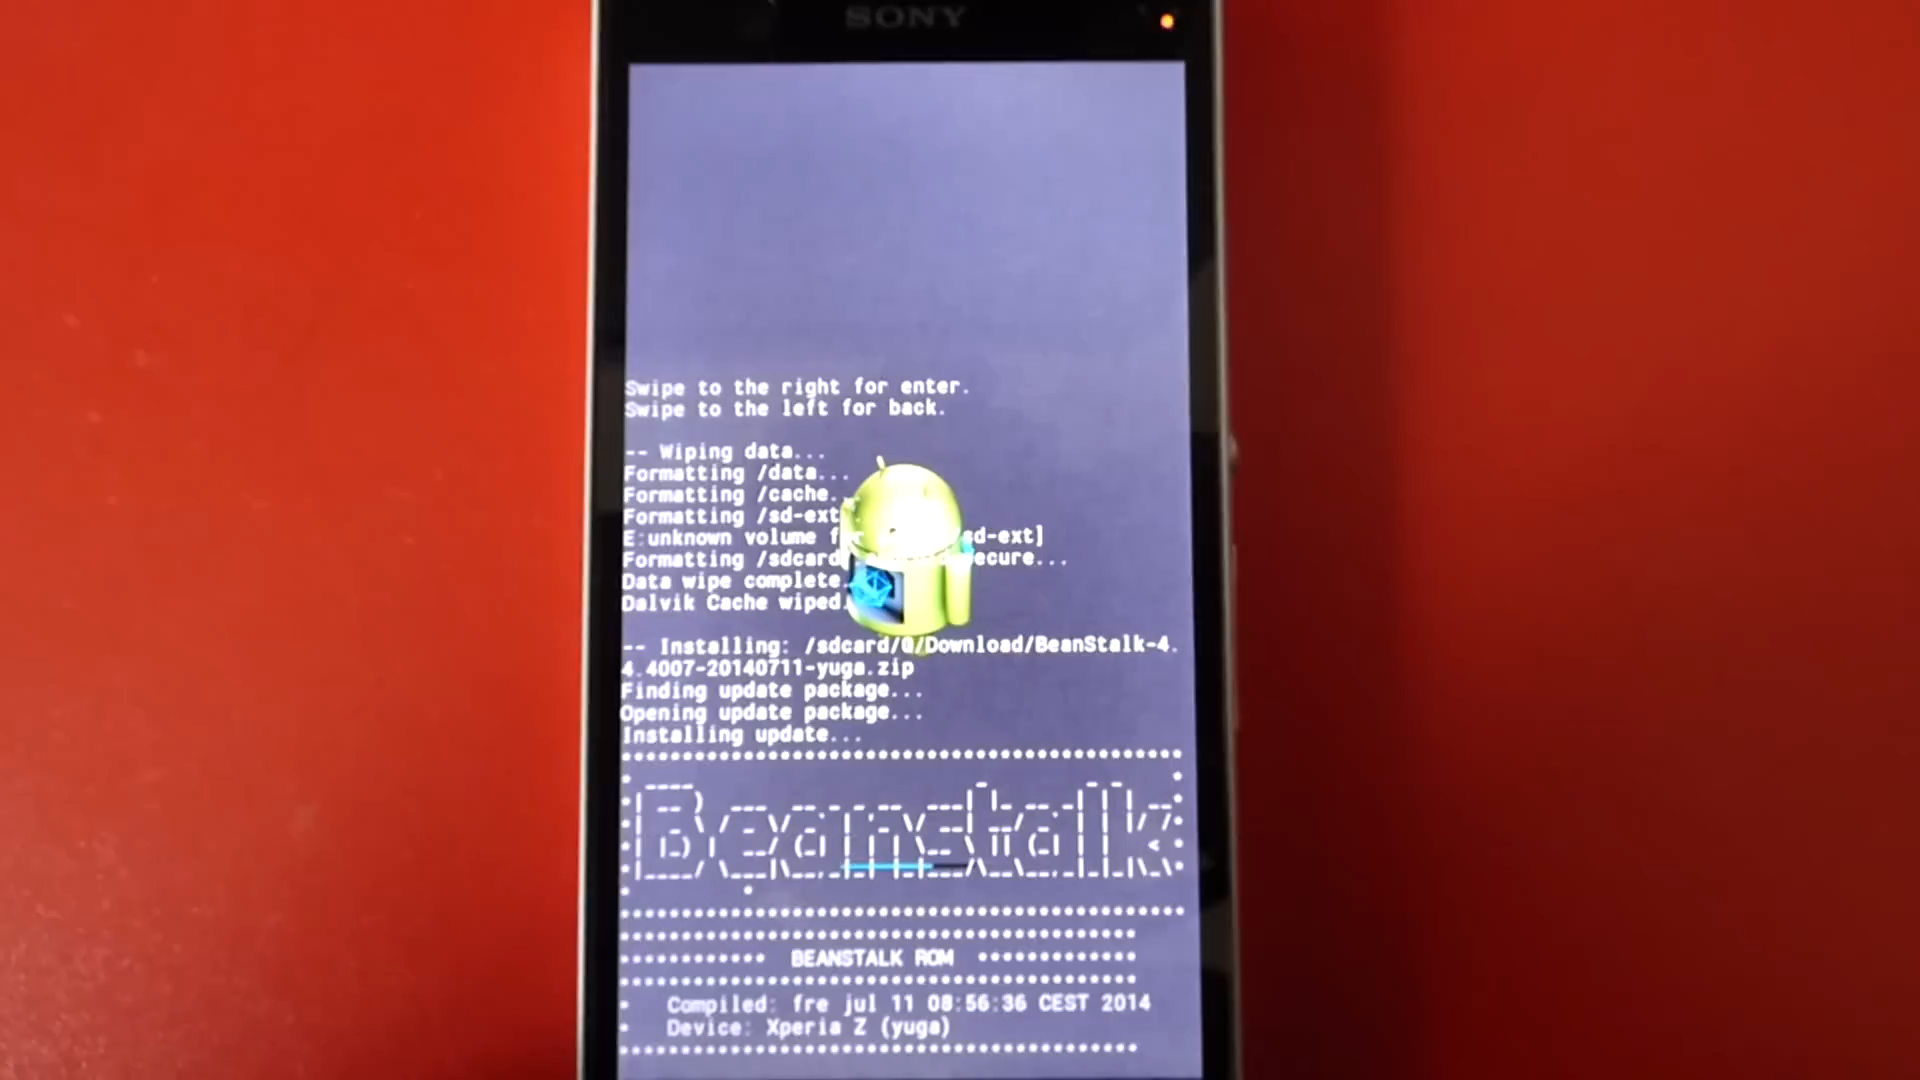 SONY
Swipe to the right for enter.
Swipe to the left for back.
-- Wiping data...
Formatting /data...
Formatting /cache...
Formatting /sd-ext
E:unknown volume for sd-ext]
Formatting /sdcard/ secure...
Data wipe complete.
Dalvik Cache wiped.
-- Installing: /sdcard/0/Download/BeanStalk-4.
4.4007-20140711-yuga.zip
Finding update package...
Opening update package...
Installing update...
Beanstalk
BEANSTALK ROM
Compiled: fre jul 11 08:56:36 CEST 2014
Device: Xperia Z (yuga)